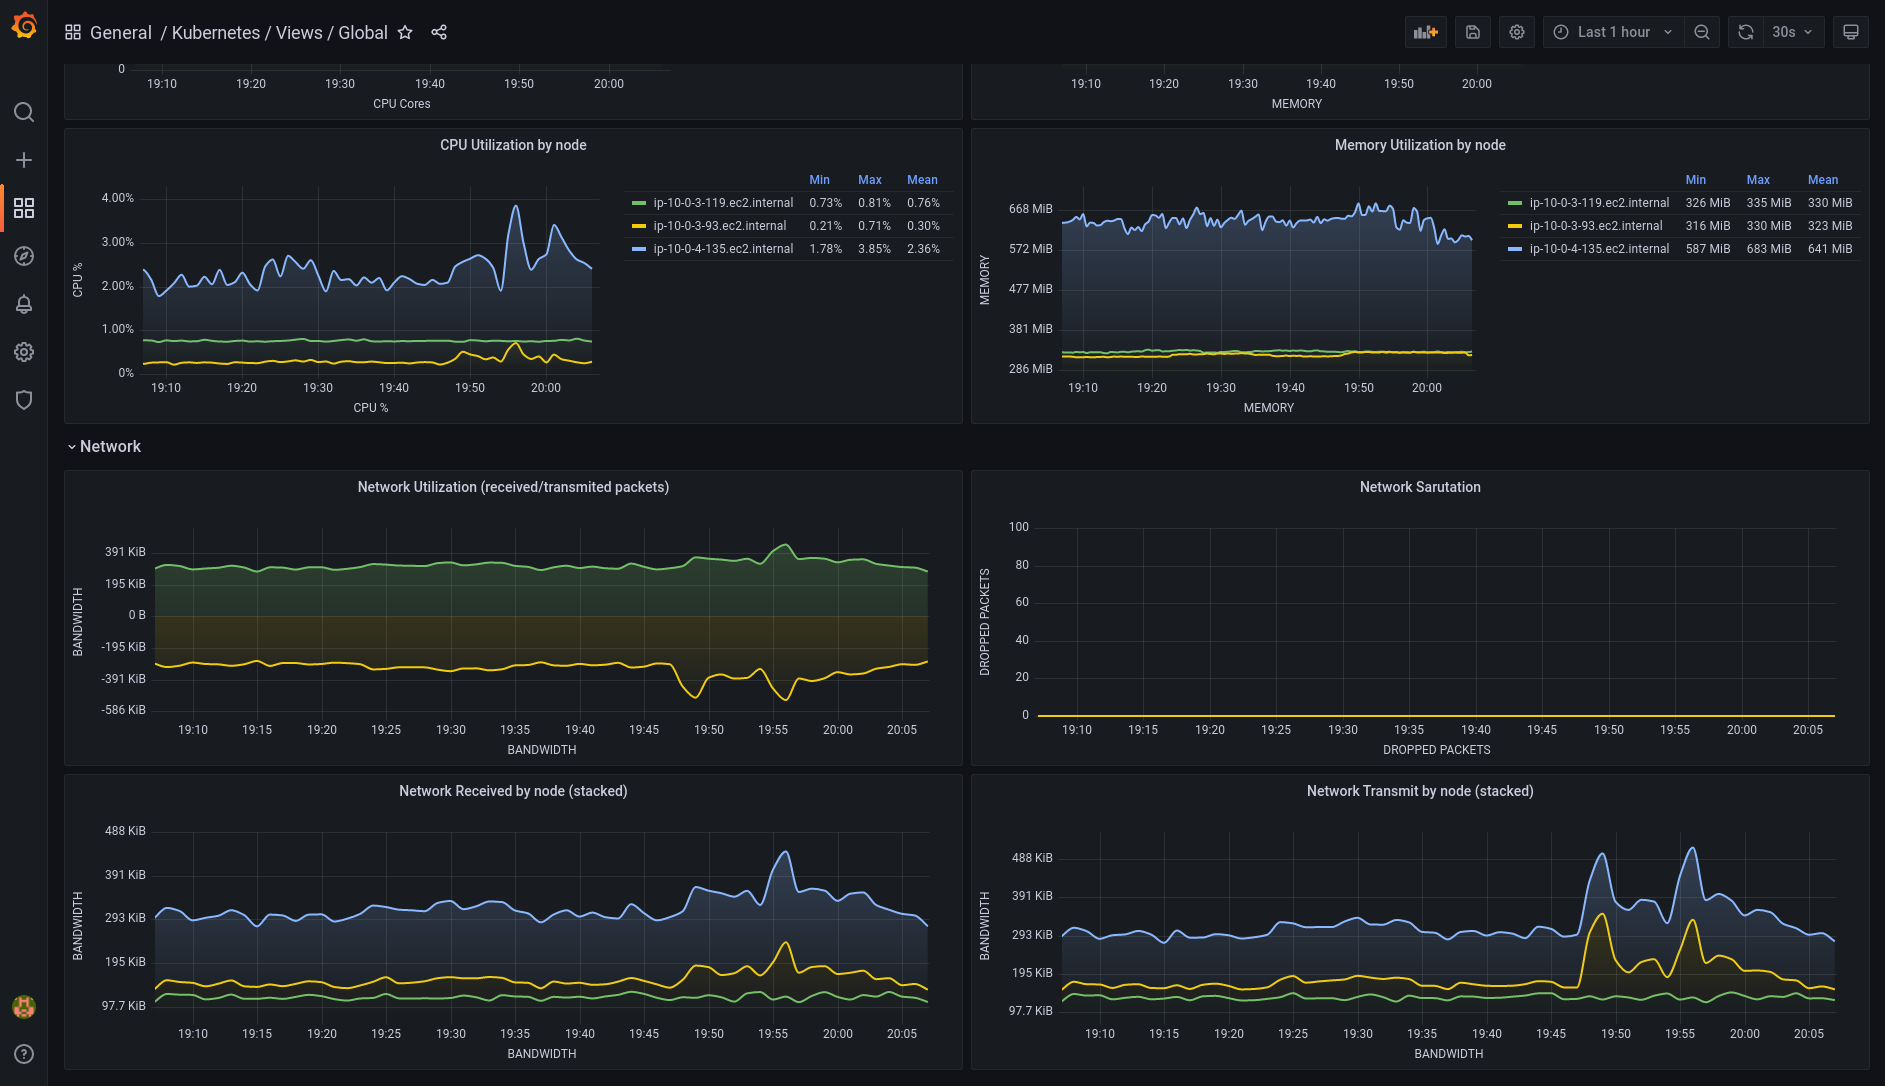 General / Kubernetes / Views / Global
Last 1 hour
30s
0
19:10 19:20 19:30 19:40 19:50 20:00
CPU Cores
19:10 19:20 19:30 19:40 19:50 20:00
MEMORY
CPU Utilization by node
Min Max Mean
ip-10-0-3-119.ec2.internal 0.73% 0.81% 0.76%
ip-10-0-3-93.ec2.internal 0.21% 0.71% 0.30%
ip-10-0-4-135.ec2.internal 1.78% 3.85% 2.36%
CPU %
4.00%
3.00%
2.00%
1.00%
0%
19:10 19:20 19:30 19:40 19:50 20:00
CPU %
Memory Utilization by node
Min Max Mean
ip-10-0-3-119.ec2.internal 326 MiB 335 MiB 330 MiB
ip-10-0-3-93.ec2.internal 316 MiB 330 MiB 323 MiB
ip-10-0-4-135.ec2.internal 587 MiB 683 MiB 641 MiB
MEMORY
668 MiB
572 MiB
477 MiB
381 MiB
286 MiB
19:10 19:20 19:30 19:40 19:50 20:00
MEMORY
Network
Network Utilization (received/transmited packets)
BANDWIDTH
391 KiB
195 KiB
0 B
-195 KiB
-391 KiB
-586 KiB
19:10 19:15 19:20 19:25 19:30 19:35 19:40 19:45 19:50 19:55 20:00 20:05
BANDWIDTH
Network Sarutation
DROPPED PACKETS
100
80
60
40
20
0
19:10 19:15 19:20 19:25 19:30 19:35 19:40 19:45 19:50 19:55 20:00 20:05
DROPPED PACKETS
Network Received by node (stacked)
BANDWIDTH
488 KiB
391 KiB
293 KiB
195 KiB
97.7 KiB
19:10 19:15 19:20 19:25 19:30 19:35 19:40 19:45 19:50 19:55 20:00 20:05
BANDWIDTH
Network Transmit by node (stacked)
BANDWIDTH
488 KiB
391 KiB
293 KiB
195 KiB
97.7 KiB
19:10 19:15 19:20 19:25 19:30 19:35 19:40 19:45 19:50 19:55 20:00 20:05
BANDWIDTH